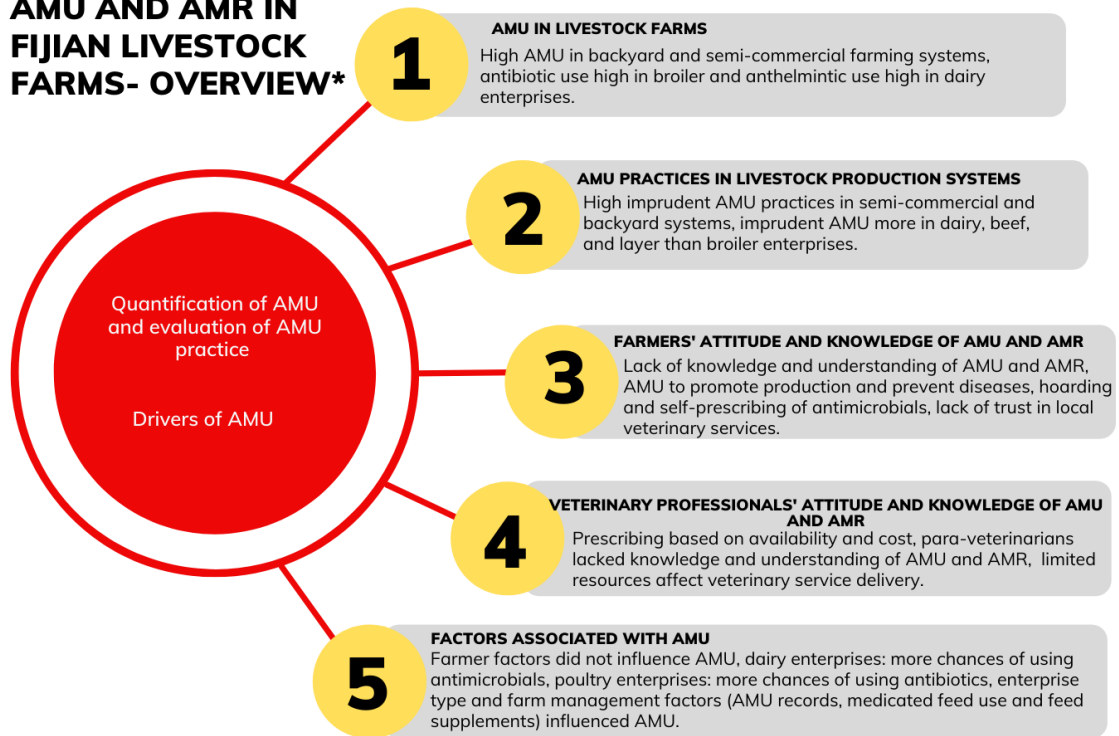 AMU AND AMR IN
FIJIAN LIVESTOCK
FARMS- OVERVIEW*
1
AMU IN LIVESTOCK FARMS
High AMU in backyard and semi-commercial farming systems,
antibiotic use high in broiler and anthelmintic use high in dairy
enterprises.
2
AMU PRACTICES IN LIVESTOCK PRODUCTION SYSTEMS
High imprudent AMU practices in semi-commercial and
backyard systems, imprudent AMU more in dairy, beef,
and layer than broiler enterprises.
Quantification of AMU
and evaluation of AMU
practice
Drivers of AMU
3
FARMERS' ATTITUDE AND KNOWLEDGE OF AMU AND AMR
Lack of knowledge and understanding of AMU and AMR,
AMU to promote production and prevent diseases, hoarding
and self-prescribing of antimicrobials, lack of trust in local
veterinary services.
4
VETERINARY PROFESSIONALS' ATTITUDE AND KNOWLEDGE OF AMU
AND AMR
Prescribing based on availability and cost, para-veterinarians
lacked knowledge and understanding of AMU and AMR, limited
resources affect veterinary service delivery.
5
FACTORS ASSOCIATED WITH AMU
Farmer factors did not influence AMU, dairy enterprises: more chances of using
antimicrobials, poultry enterprises: more chances of using antibiotics, enterprise
type and farm management factors (AMU records, medicated feed use and feed
supplements) influenced AMU.